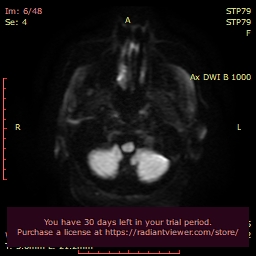 Im: 6/48
Se: 4
STP79
STP79
F
A
Ax DWI B 1000
R
L
You have 30 days left in your trial period.
Purchase a license at https://radiantviewer.com/store/